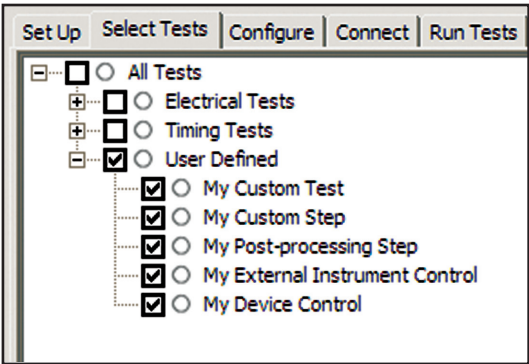 Set Up Select Tests Configure Connect Run Tests
All Tests
Electrical Tests
Timing Tests
User Defined
My Custom Test
My Custom Step
My Post-processing Step
My External Instrument Control
My Device Control